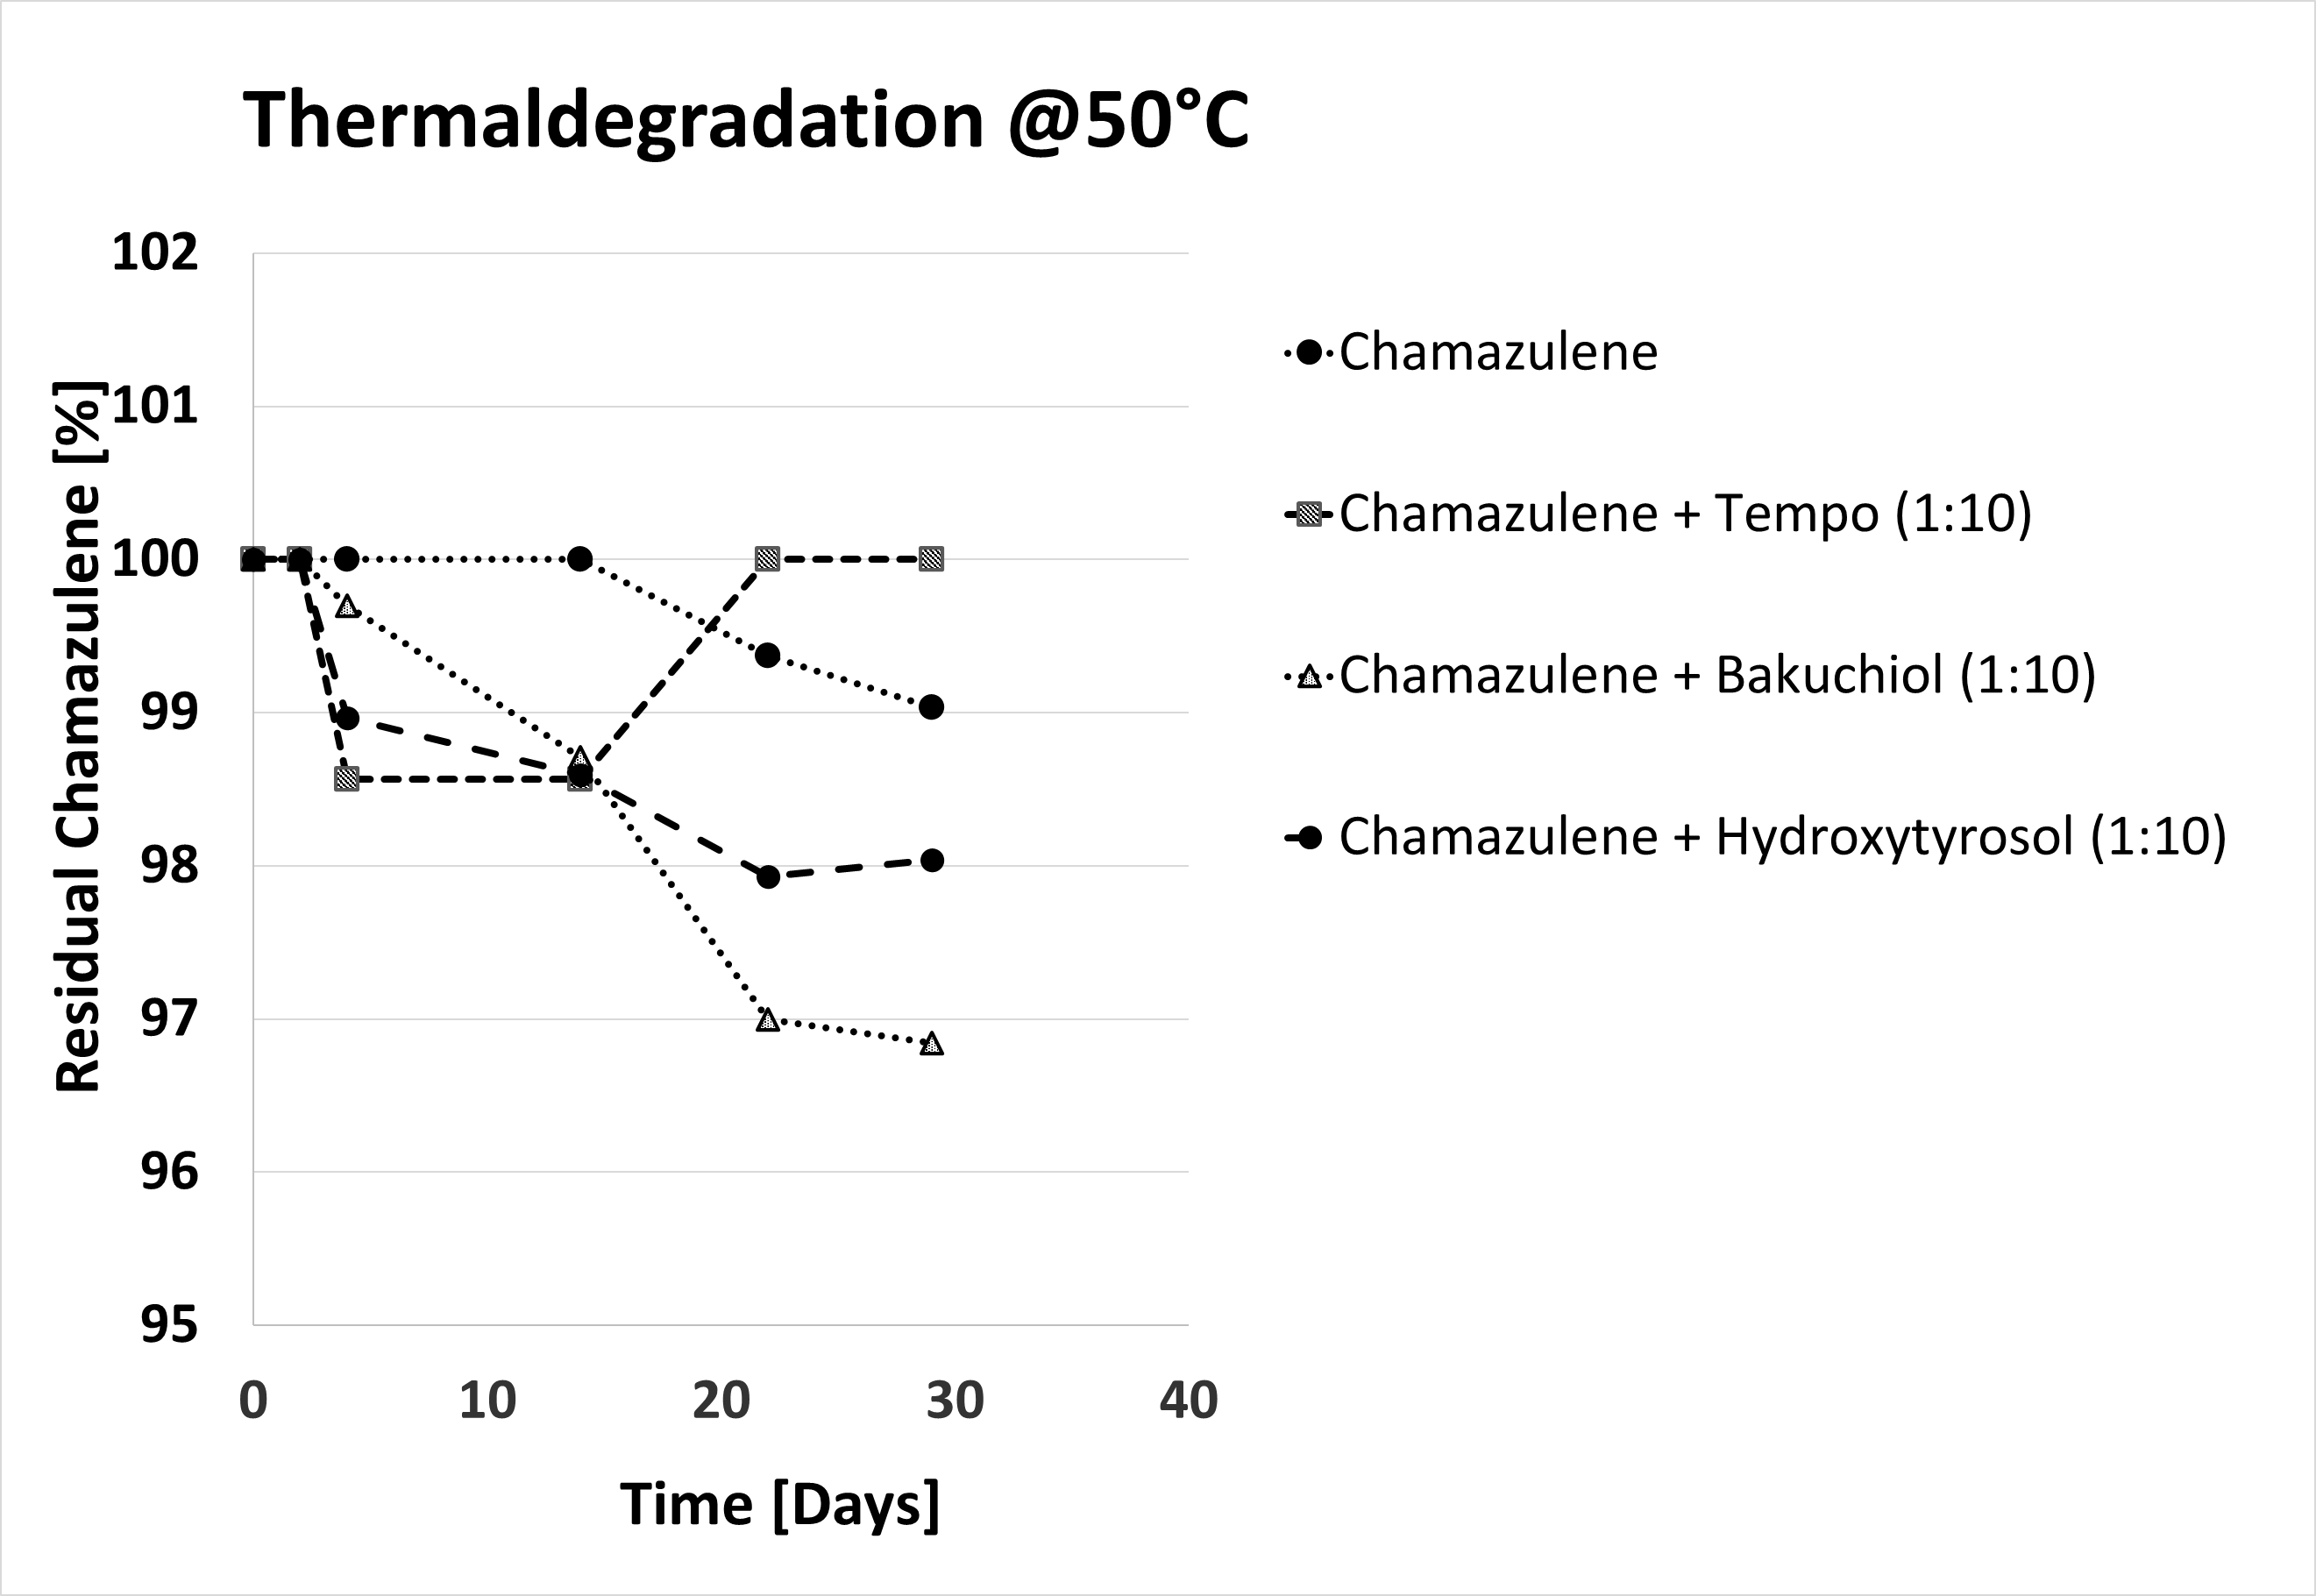 Thermaldegradation @50°C
Residual Chamazulene [%]
102
101
100
99
98
97
96
95
0 10 20 30 40
Time [Days]
Chamazulene
Chamazulene + Tempo (1:10)
Chamazulene + Bakuchiol (1:10)
Chamazulene + Hydroxytyrosol (1:10)